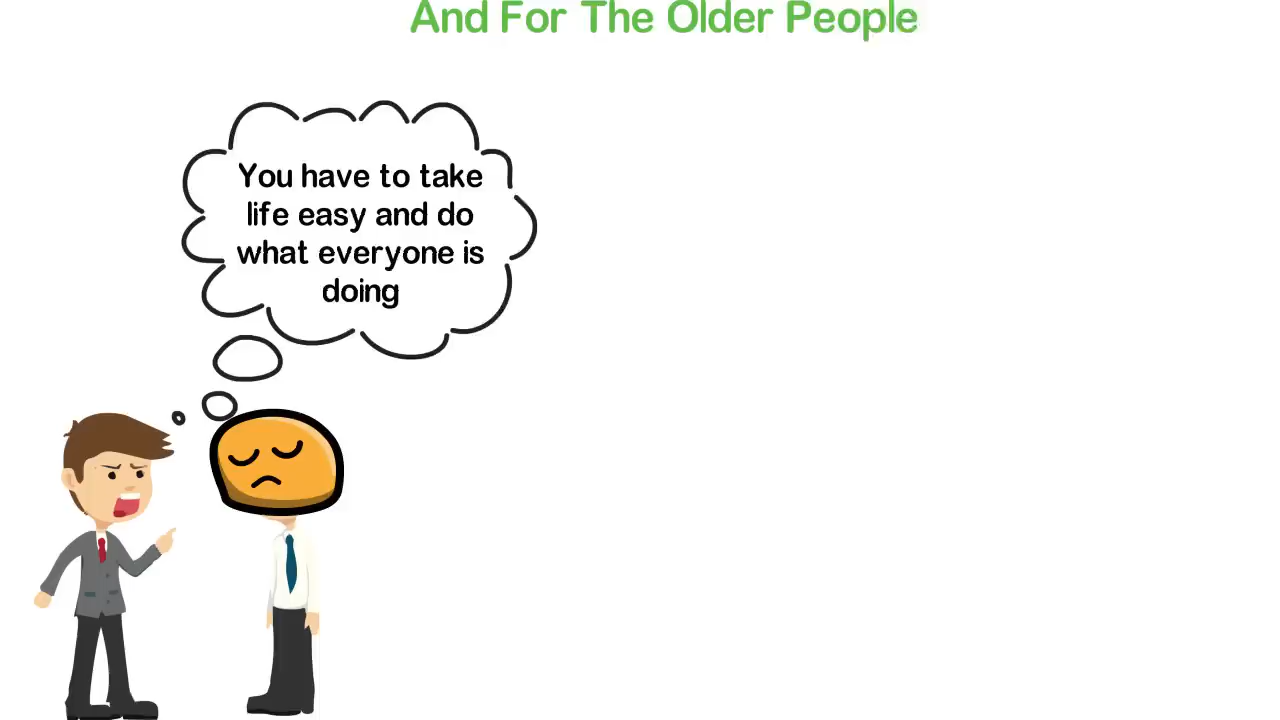 And For The Older People
You have to take
life easy and do
what everyone is
doing